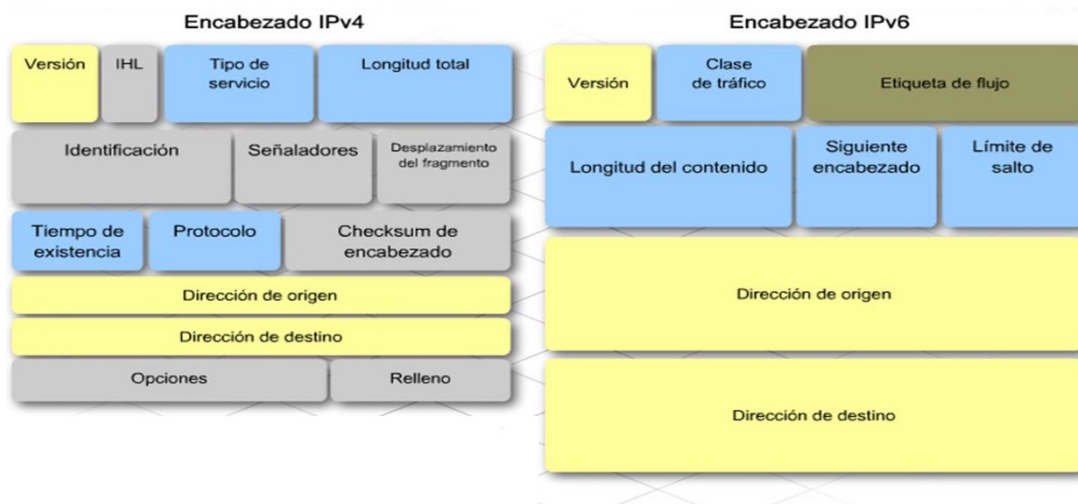 Encabezado IPv4
Versión
IHL
Tipo de
servicio
Longitud total
Identificación
Señaladores
Desplazamiento
del fragmento
Tiempo de
existencia
Protocolo
Checksum de
encabezado
Dirección de origen
Dirección de destino
Opciones
Relleno
Encabezado IPv6
Versión
Clase
de tráfico
Etiqueta de flujo
Longitud del contenido
Siguiente
encabezado
Límite de
salto
Dirección de origen
Dirección de destino